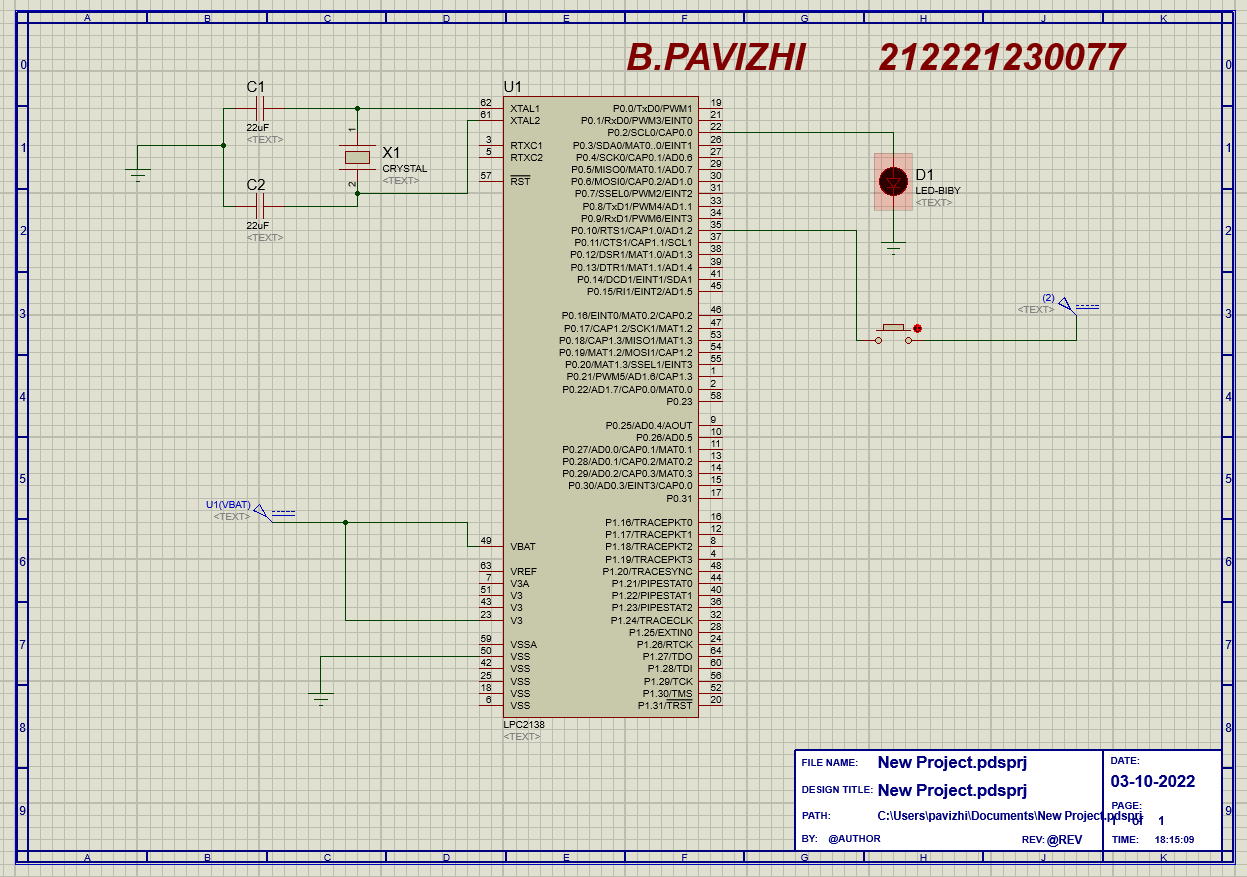 A B C D E F G H J K
B.PAVIZHI 212221230077
0 0
C1
22uF
<TEXT>
1 1
X1
CRYSTAL
<TEXT>
1
2
C2
22uF
<TEXT>
2 2
U1
62 XTAL1 P0.0/TxD0/PWM1 19
61 XTAL2 P0.1/RxD0/PWM3/EINT0 21
P0.2/SCL0/CAP0.0 22
3 RTXC1 P0.3/SDA0/MAT0..0/EINT1 26
5 RTXC2 P0.4/SCK0/CAP0.1/AD0.6 27
P0.5/MISO0/MAT0.1/AD0.7 29
57 RST P0.6/MOSI0/CAP0.2/AD1.0 30
P0.7/SSEL0/PWM2/EINT2 31
P0.8/TxD1/PWM4/AD1.1 33
P0.9/RxD1/PWM6/EINT3 34
P0.10/RTS1/CAP1.0/AD1.2 35
P0.11/CTS1/CAP1.1/SCL1 37
P0.12/DSR1/MAT1.0/AD1.3 38
P0.13/DTR1/MAT1.1/AD1.4 39
P0.14/DCD1/EINT1/SDA1 41
P0.15/RI1/EINT2/AD1.5 45
P0.16/EINT0/MAT0.2/CAP0.2 46
P0.17/CAP1.2/SCK1/MAT1.2 47
P0.18/CAP1.3/MISO1/MAT1.3 53
P0.19/MAT1.2/MOSI1/CAP1.2 54
P0.20/MAT1.3/SSEL1/EINT3 55
P0.21/PWM5/AD1.6/CAP1.3 1
P0.22/AD1.7/CAP0.0/MAT0.0 2
P0.23 58
P0.25/AD0.4/AOUT 9
P0.26/AD0.5 10
P0.27/AD0.0/CAP0.1/MAT0.1 11
P0.28/AD0.1/CAP0.2/MAT0.2 13
P0.29/AD0.2/CAP0.3/MAT0.3 14
P0.30/AD0.3/EINT3/CAP0.0 15
P0.31 17
P1.16/TRACEPKT0 16
P1.17/TRACEPKT1 12
49 VBAT P1.18/TRACEPKT2 8
P1.19/TRACEPKT3 4
63 VREF P1.20/TRACESYNC 48
7 V3A P1.21/PIPESTAT0 44
51 V3 P1.22/PIPESTAT1 40
43 V3 P1.23/PIPESTAT2 36
23 V3 P1.24/TRACECLK 32
P1.25/EXTIN0 28
59 VSSA P1.26/RTCK 24
50 VSS P1.27/TDO 64
42 VSS P1.28/TDI 60
25 VSS P1.29/TCK 56
18 VSS P1.30/TMS 52
6 VSS P1.31/TRST 20
LPC2138
<TEXT>
D1
LED-BIBY
<TEXT>
(2)
<TEXT>
3 3
4 4
5 5
U1(VBAT)
<TEXT>
6 6
7 7
8 8
9 9
FILE NAME: New Project.pdsprj
DESIGN TITLE: New Project.pdsprj
PATH: C:\Users\pavizhi\Documents\New Project.pdsprj
BY: @AUTHOR REV: @REV
DATE:
03-10-2022
PAGE:
1 of 1
TIME: 18:15:09
A B C D E F G H J K